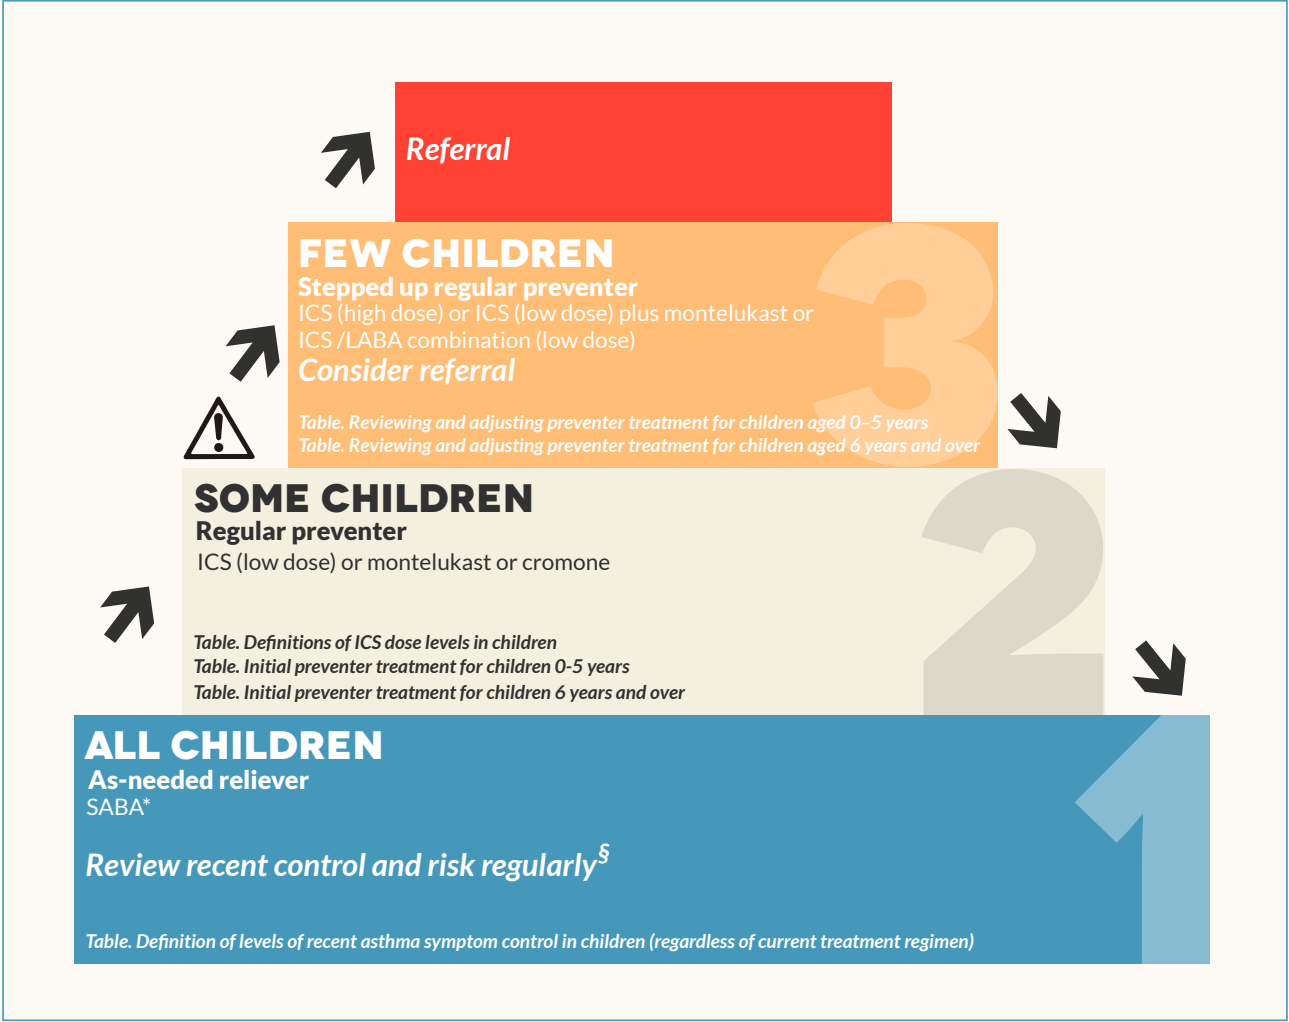 Referral
FEW CHILDREN
Stepped up regular preventer
ICS (high dose) or ICS (low dose) plus montelukast or
ICS /LABA combination (low dose)
Consider referral
Table. Reviewing and adjusting preventer treatment for children aged 0–5 years
Table. Reviewing and adjusting preventer treatment for children aged 6 years and over
3
SOME CHILDREN
Regular preventer
ICS (low dose) or montelukast or cromone
Table. Definitions of ICS dose levels in children
Table. Initial preventer treatment for children 0-5 years
Table. Initial preventer treatment for children 6 years and over
2
ALL CHILDREN
As-needed reliever
SABA*
Review recent control and risk regularly§
Table. Definition of levels of recent asthma symptom control in children (regardless of current treatment regimen)
1